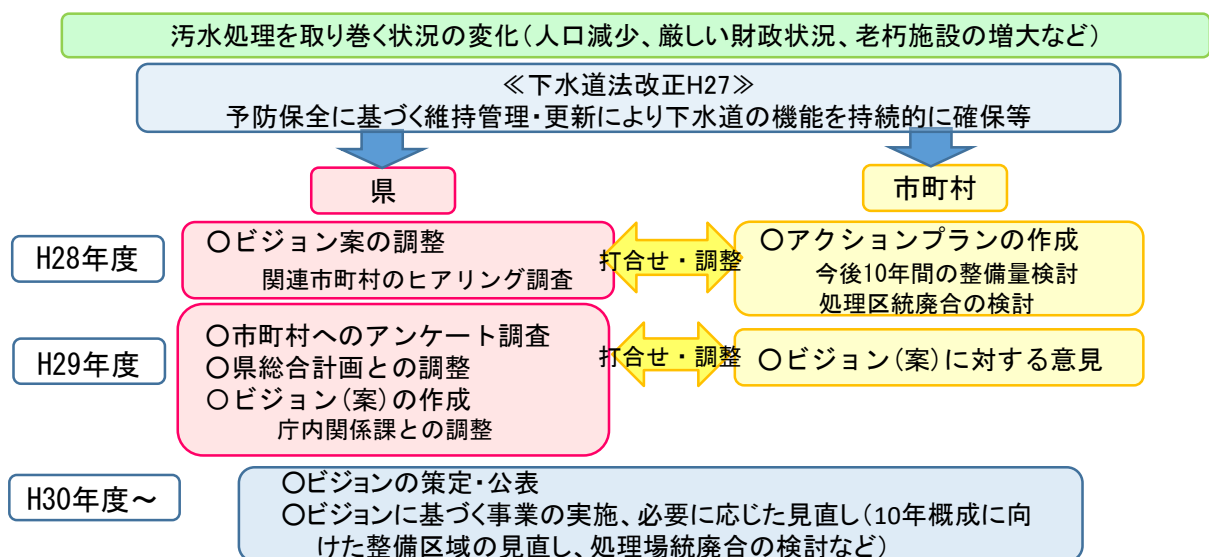 汚水処理を取り巻く状況の変化(人口減少、厳しい財政状況、老朽施設の増大など)
≪下水道法改正H27≫
予防保全に基づく維持管理・更新により下水道の機能を持続的に確保等
県
市町村
H28年度
〇ビジョン案の調整
関連市町村のヒアリング調査
打合せ・調整
〇アクションプランの作成
今後10年間の整備量検討
処理区統廃合の検討
H29年度
〇市町村へのアンケート調査
〇県総合計画との調整
〇ビジョン(案)の作成
庁内関係課との調整
打合せ・調整
〇ビジョン(案)に対する意見
H30年度～
〇ビジョンの策定・公表
〇ビジョンに基づく事業の実施、必要に応じた見直し(10年概成に向
けた整備区域の見直し、処理場統廃合の検討など)